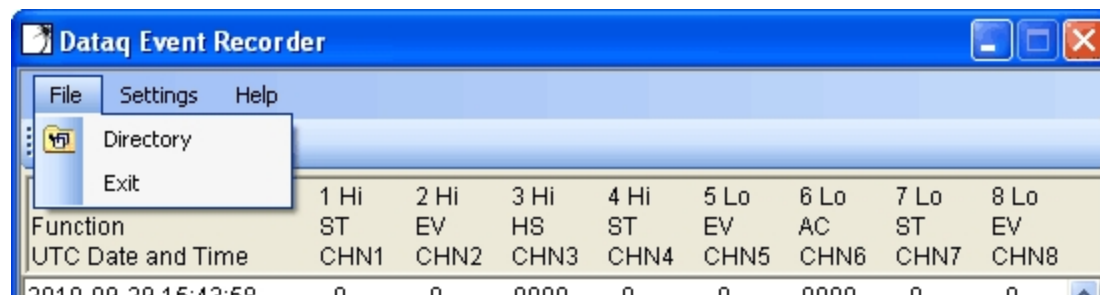 Dataq Event Recorder
File Settings Help
Directory
Exit
1 Hi 2 Hi 3 Hi 4 Hi 5 Lo 6 Lo 7 Lo 8 Lo
Function ST EV HS ST EV AC ST EV
UTC Date and Time CHN1 CHN2 CHN3 CHN4 CHN5 CHN6 CHN7 CHN8